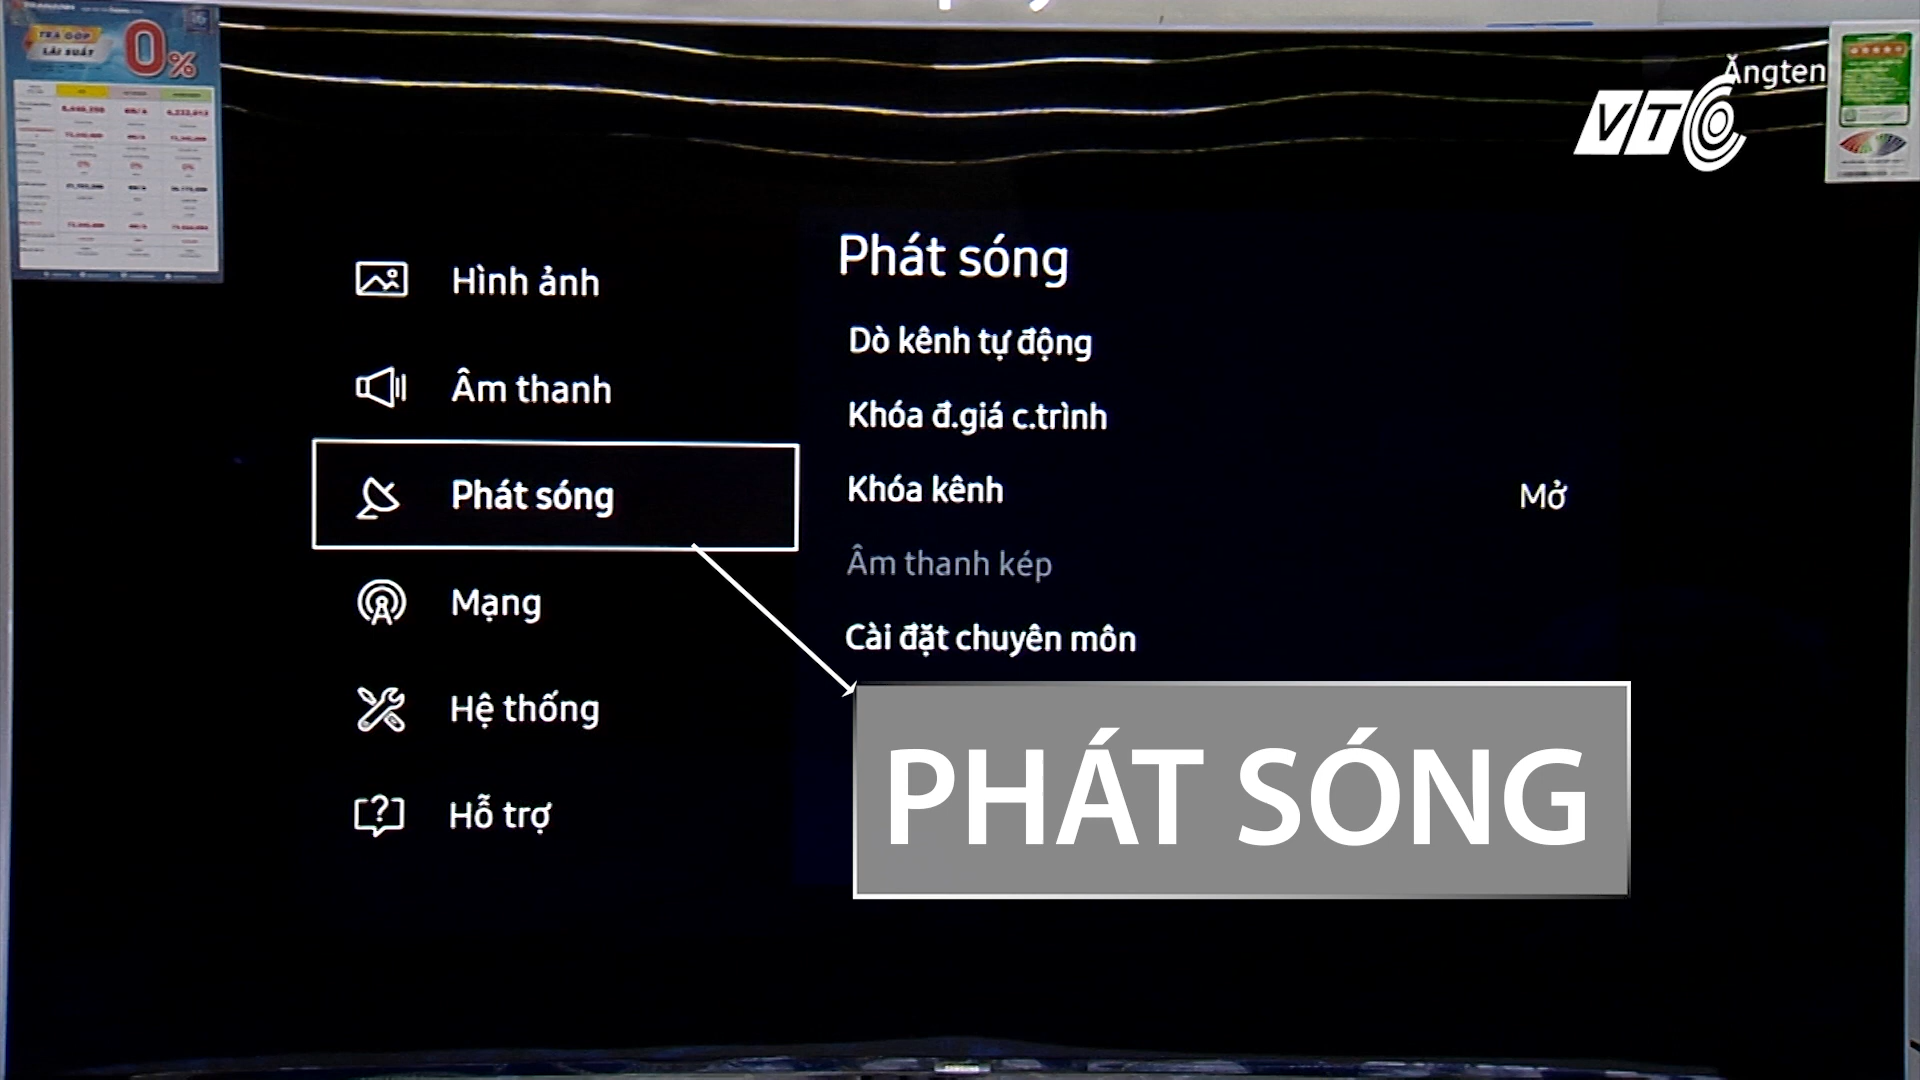 TRẢ GÓP
LÃI SUẤT
0%
Ăngten
VTC
Hình ảnh
Âm thanh
Phát sóng
Mạng
Hệ thống
Hỗ trợ
Phát sóng
Dò kênh tự động
Khóa đ.giá c.trình
Khóa kênh Mở
Âm thanh kép
Cài đặt chuyên môn
PHÁT SÓNG
SAMSUNG